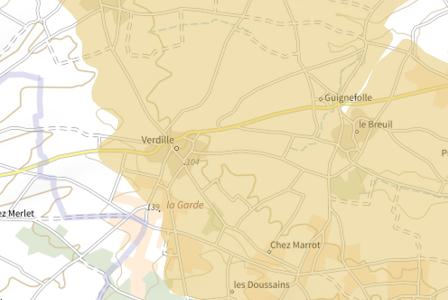 Guignefolle
le Breuil
Verdille
104
139
la Garde
ez Merlet
Chez Marrot
les Doussains
P